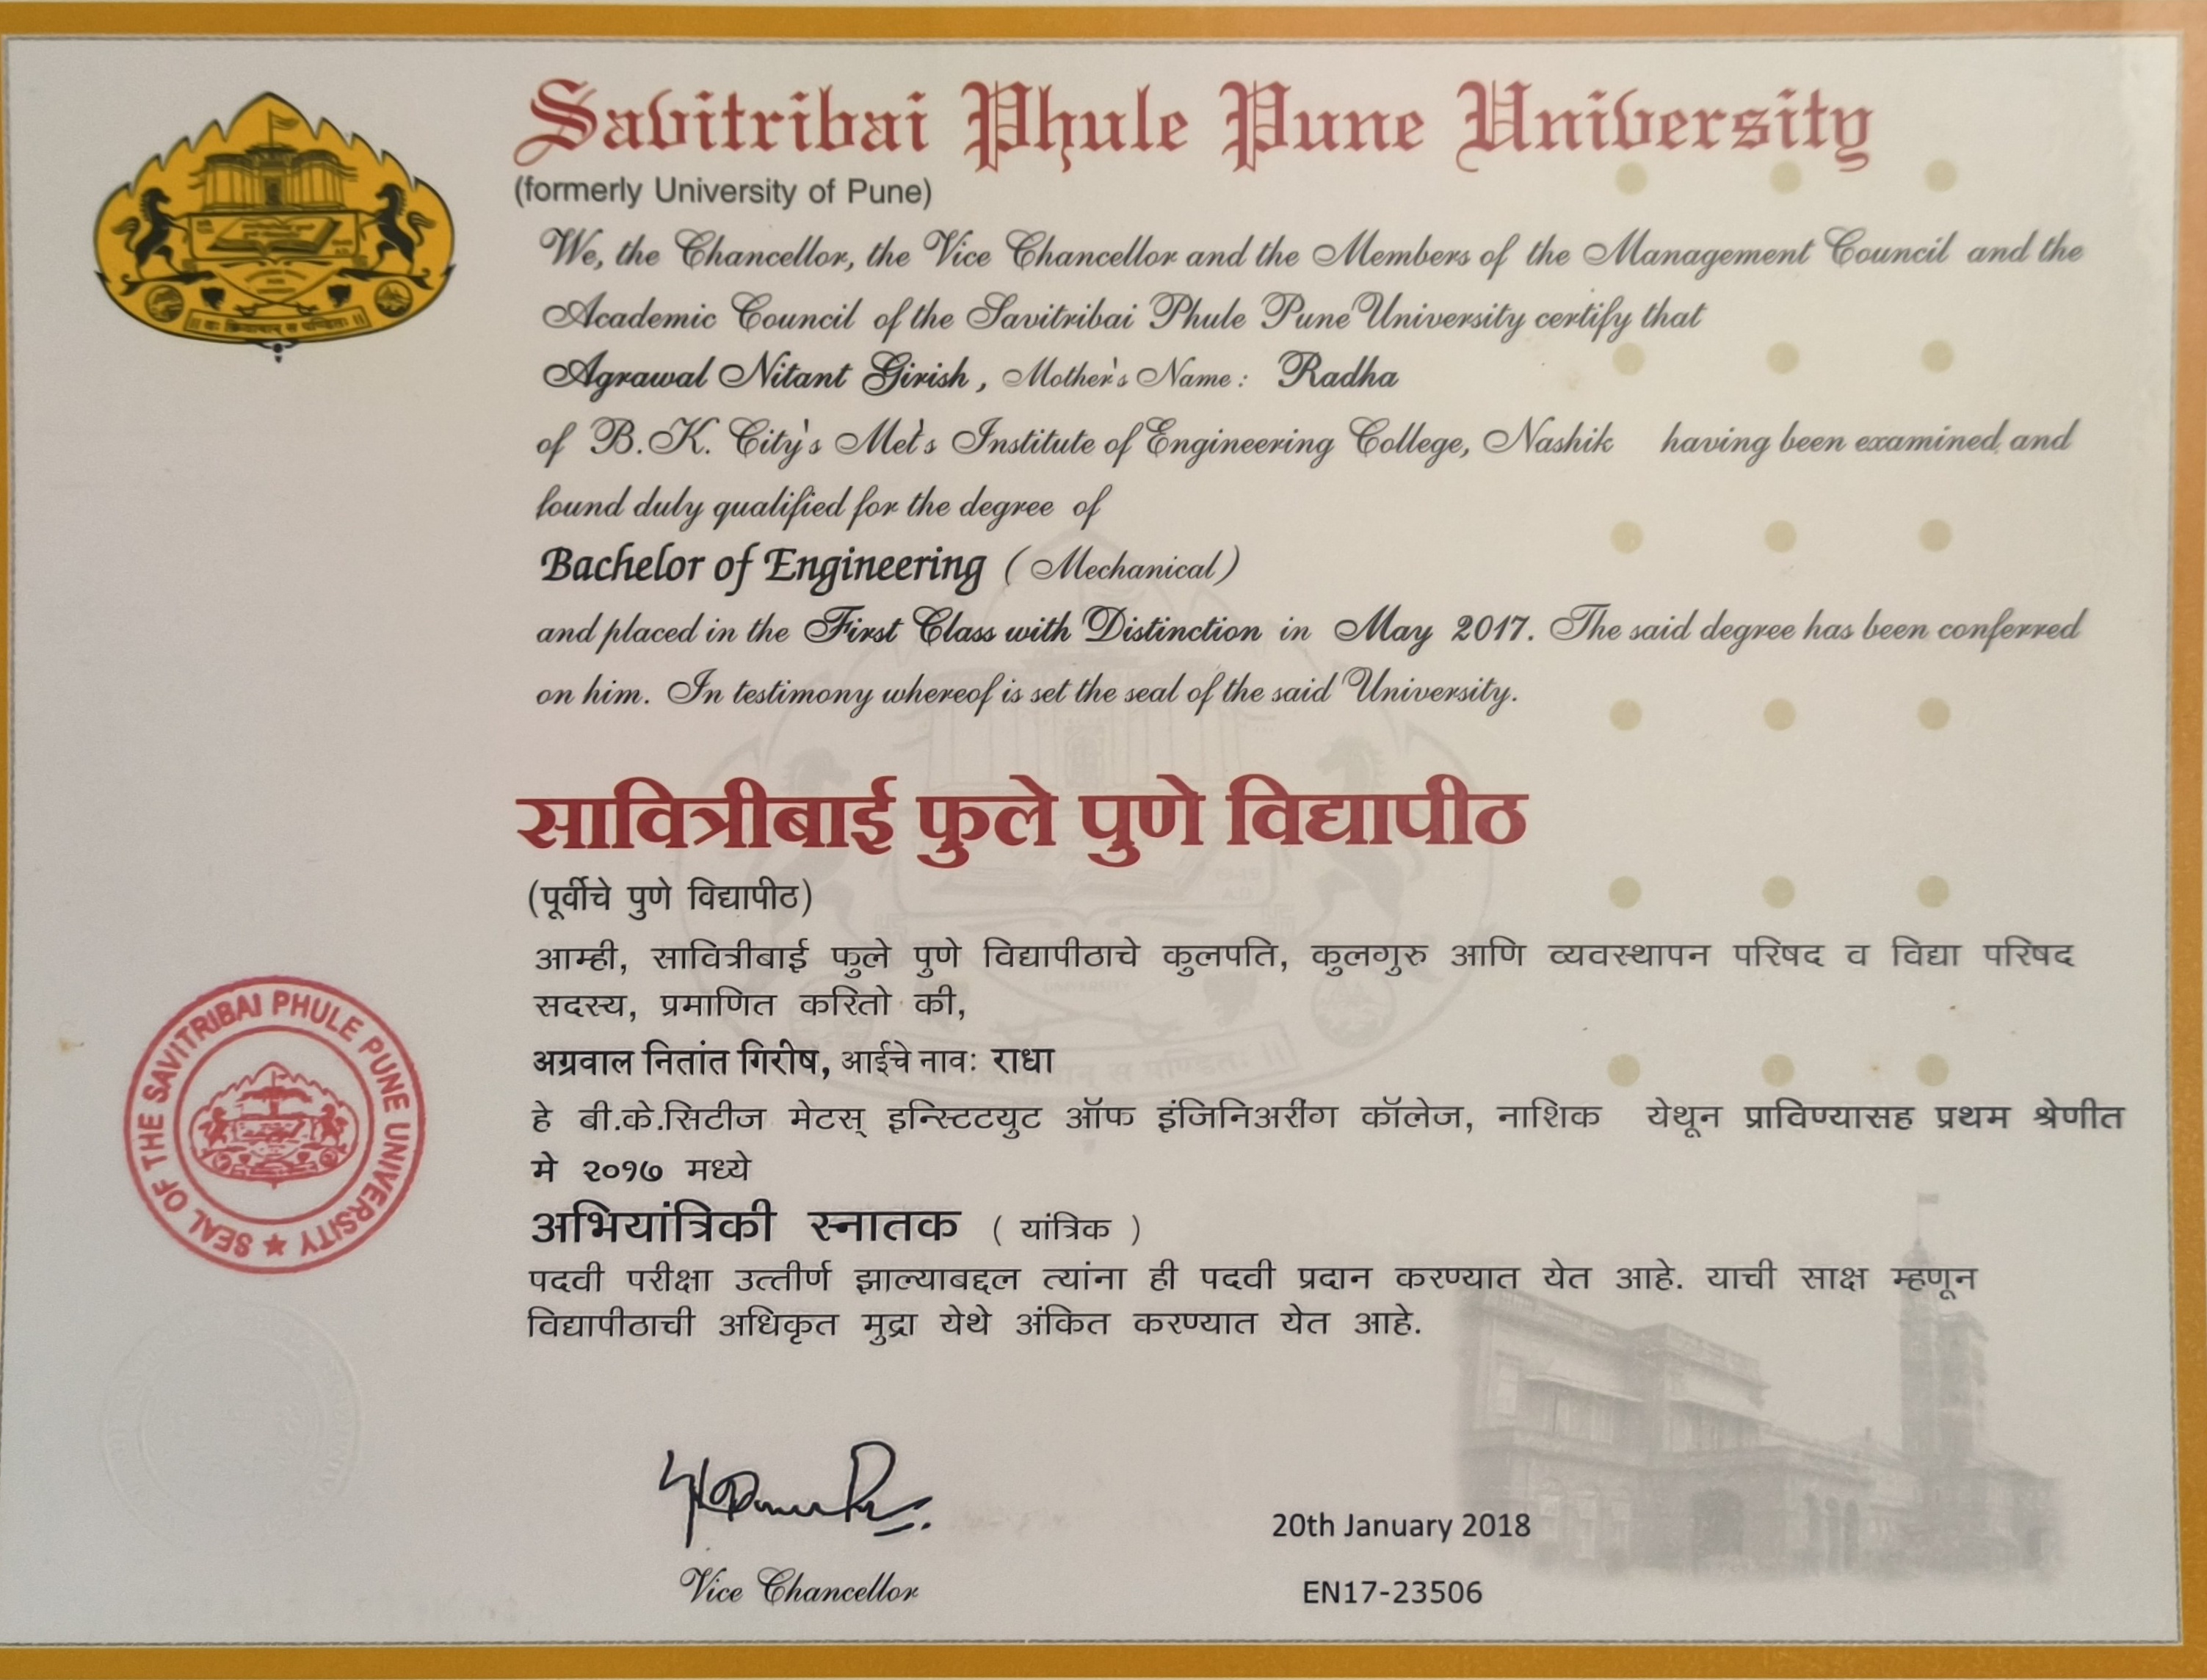 Savitribai Phule Pune University
(formerly University of Pune)
We, the Chancellor, the Vice Chancellor and the Members of the Management Council and the
Academic Council of the Savitribai Phule Pune University certify that
Agrawal Nitant Girish, Mother's Name: Radha
of B.K. City's Met's Institute of Engineering College, Nashik having been examined and
found duly qualified for the degree of
Bachelor of Engineering (Mechanical)
and placed in the First Class with Distinction in May 2017. The said degree has been conferred
on him. In testimony whereof is set the seal of the said University.
सावित्रीबाई फुले पुणे विद्यापीठ
(पूर्वीचे पुणे विद्यापीठ)
आम्ही, सावित्रीबाई फुले पुणे विद्यापीठाचे कुलपति, कुलगुरु आणि व्यवस्थापन परिषद व विद्या परिषद
सदस्य, प्रमाणित करितो की,
अग्रवाल नितांत गिरीष, आईचे नावः राधा
हे बी.के.सिटीज मेटस् इन्स्टिटयुट ऑफ इंजिनिअरींग कॉलेज, नाशिक येथून प्राविण्यासह प्रथम श्रेणीत
मे २०१७ मध्ये
अभियांत्रिकी स्नातक ( यांत्रिक )
पदवी परीक्षा उत्तीर्ण झाल्याबद्दल त्यांना ही पदवी प्रदान करण्यात येत आहे. याची साक्ष म्हणून
विद्यापीठाची अधिकृत मुद्रा येथे अंकित करण्यात येत आहे.
SEAL OF THE SAVITRIBAI PHULE PUNE UNIVERSITY ★
Vice Chancellor
20th January 2018
EN17-23506
॥ यः क्रियावान् स पण्डितः ॥